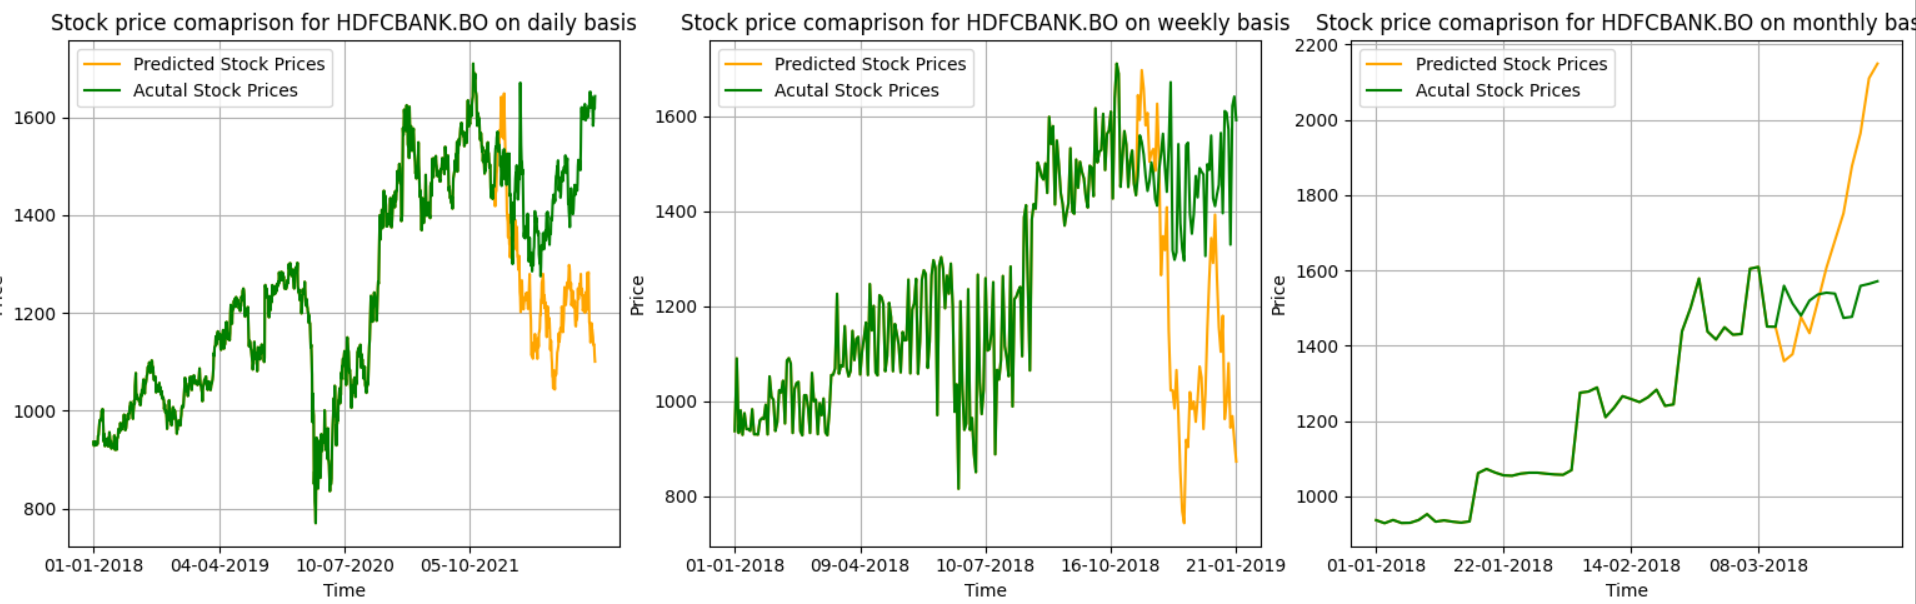 Stock price comaprison for HDFCBANK.BO on daily basis
Predicted Stock Prices
Acutal Stock Prices
1600
1400
1200
1000
800
01-01-2018 04-04-2019 10-07-2020 05-10-2021
Time
Stock price comaprison for HDFCBANK.BO on weekly basis
Predicted Stock Prices
Acutal Stock Prices
Price
1600
1400
1200
1000
800
01-01-2018 09-04-2018 10-07-2018 16-10-2018 21-01-2019
Time
Stock price comaprison for HDFCBANK.BO on monthly bas
Predicted Stock Prices
Acutal Stock Prices
Price
2200
2000
1800
1600
1400
1200
1000
01-01-2018 22-01-2018 14-02-2018 08-03-2018
Time